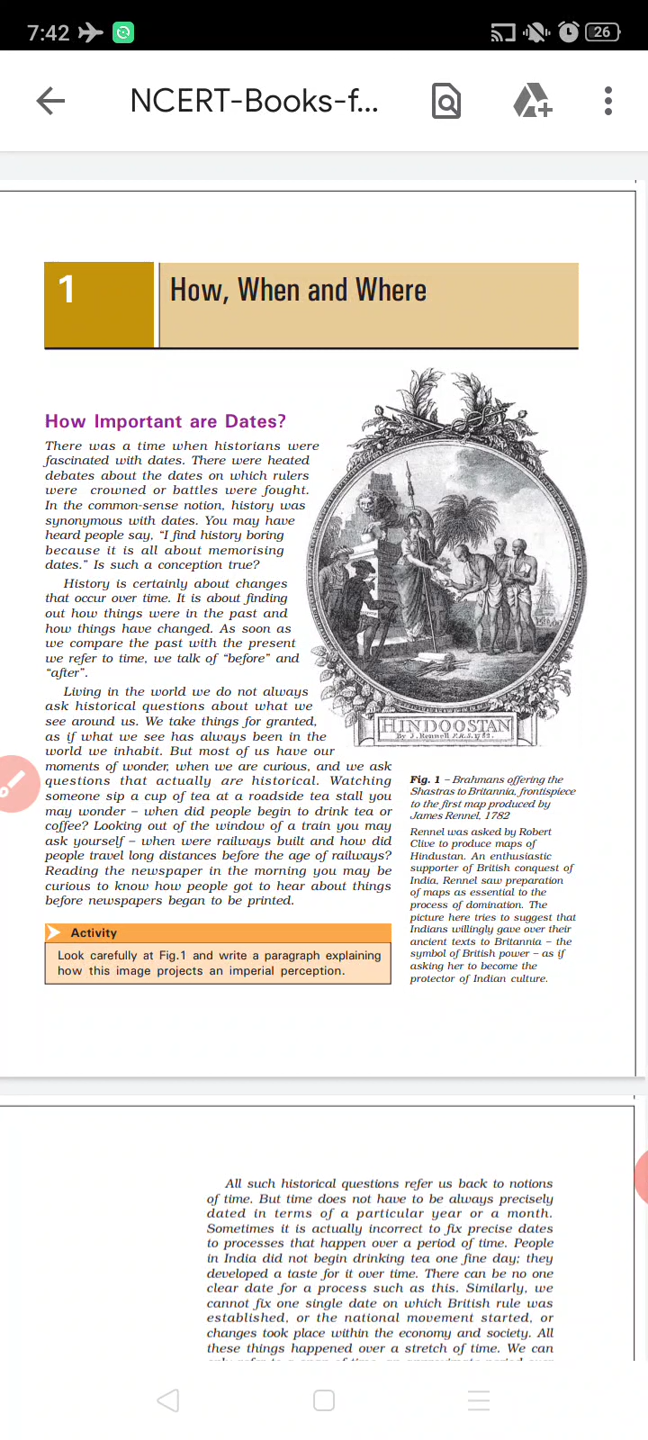 7:42
26
NCERT-Books-f...
1
How, When and Where
How Important are Dates?
There was a time when historians were
fascinated with dates. There were heated
debates about the dates on which rulers
were crowned or battles were fought.
In the common-sense notion, history was
synonymous with dates. You may have
heard people say, “I find history boring
because it is all about memorising
dates.” Is such a conception true?
History is certainly about changes
that occur over time. It is about finding
out how things were in the past and
how things have changed. As soon as
we compare the past with the present
we refer to time, we talk of “before” and
“after”.
Living in the world we do not always
ask historical questions about what we
see around us. We take things for granted,
as if what we see has always been in the
world we inhabit. But most of us have our
moments of wonder, when we are curious, and we ask
questions that actually are historical. Watching
someone sip a cup of tea at a roadside tea stall you
may wonder – when did people begin to drink tea or
coffee? Looking out of the window of a train you may
ask yourself – when were railways built and how did
people travel long distances before the age of railways?
Reading the newspaper in the morning you may be
curious to know how people got to hear about things
before newspapers began to be printed.
Activity
Look carefully at Fig.1 and write a paragraph explaining
how this image projects an imperial perception.
HINDOOSTAN
By J. Rennell F.R.S. 1782.
Fig. 1 – Brahmans offering the
Shastras to Britannia, frontispiece
to the first map produced by
James Rennel, 1782
Rennel was asked by Robert
Clive to produce maps of
Hindustan. An enthusiastic
supporter of British conquest of
India, Rennel saw preparation
of maps as essential to the
process of domination. The
picture here tries to suggest that
Indians willingly gave over their
ancient texts to Britannia – the
symbol of British power – as if
asking her to become the
protector of Indian culture.
All such historical questions refer us back to notions
of time. But time does not have to be always precisely
dated in terms of a particular year or a month.
Sometimes it is actually incorrect to fix precise dates
to processes that happen over a period of time. People
in India did not begin drinking tea one fine day; they
developed a taste for it over time. There can be no one
clear date for a process such as this. Similarly, we
cannot fix one single date on which British rule was
established, or the national movement started, or
changes took place within the economy and society. All
these things happened over a stretch of time. We can